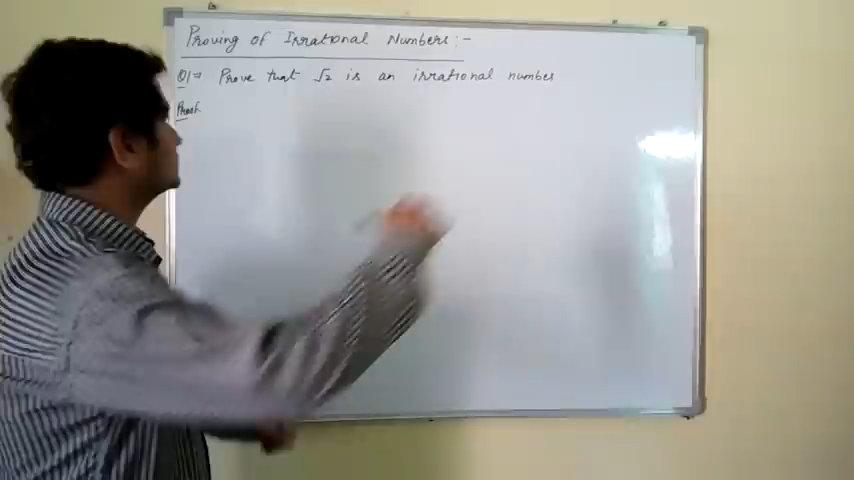 Proving of Irrational Numbers:-
Q1⇒ Prove that √2 is an irrational number
Proof